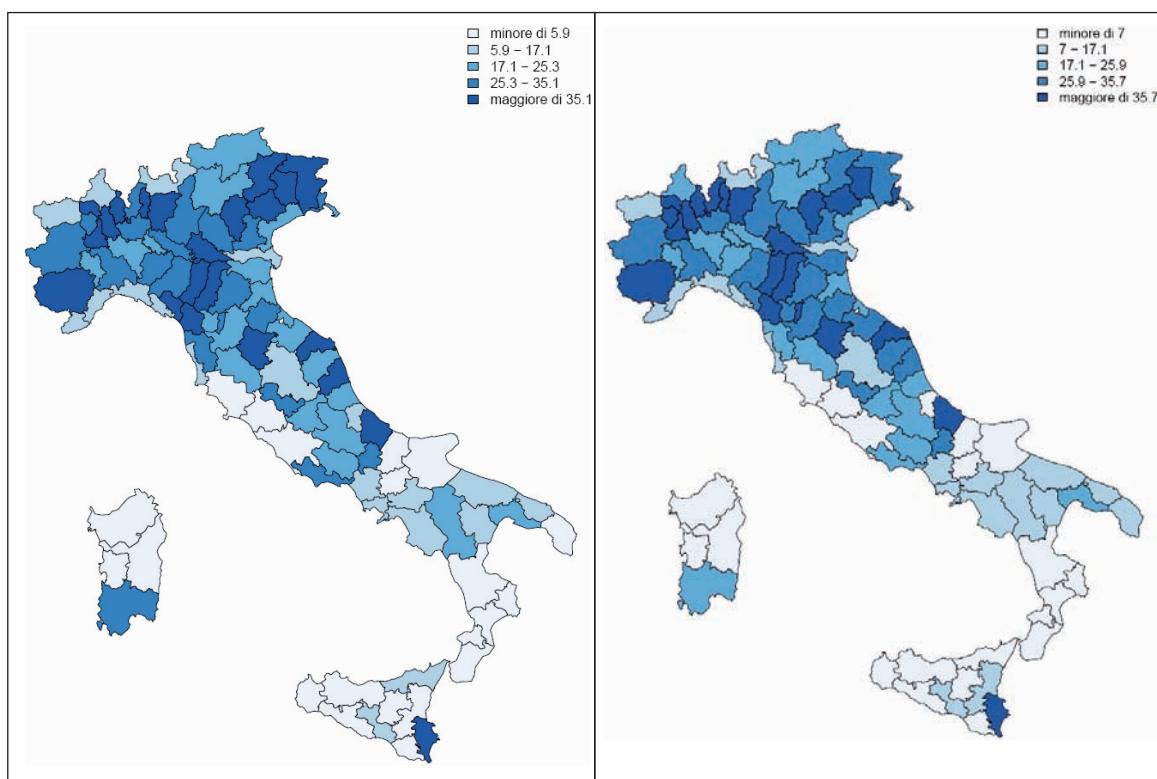 minore di 5.9
5.9 – 17.1
17.1 – 25.3
25.3 – 35.1
maggiore di 35.1
minore di 7
7 – 17.1
17.1 – 25.9
25.9 – 35.7
maggiore di 35.7